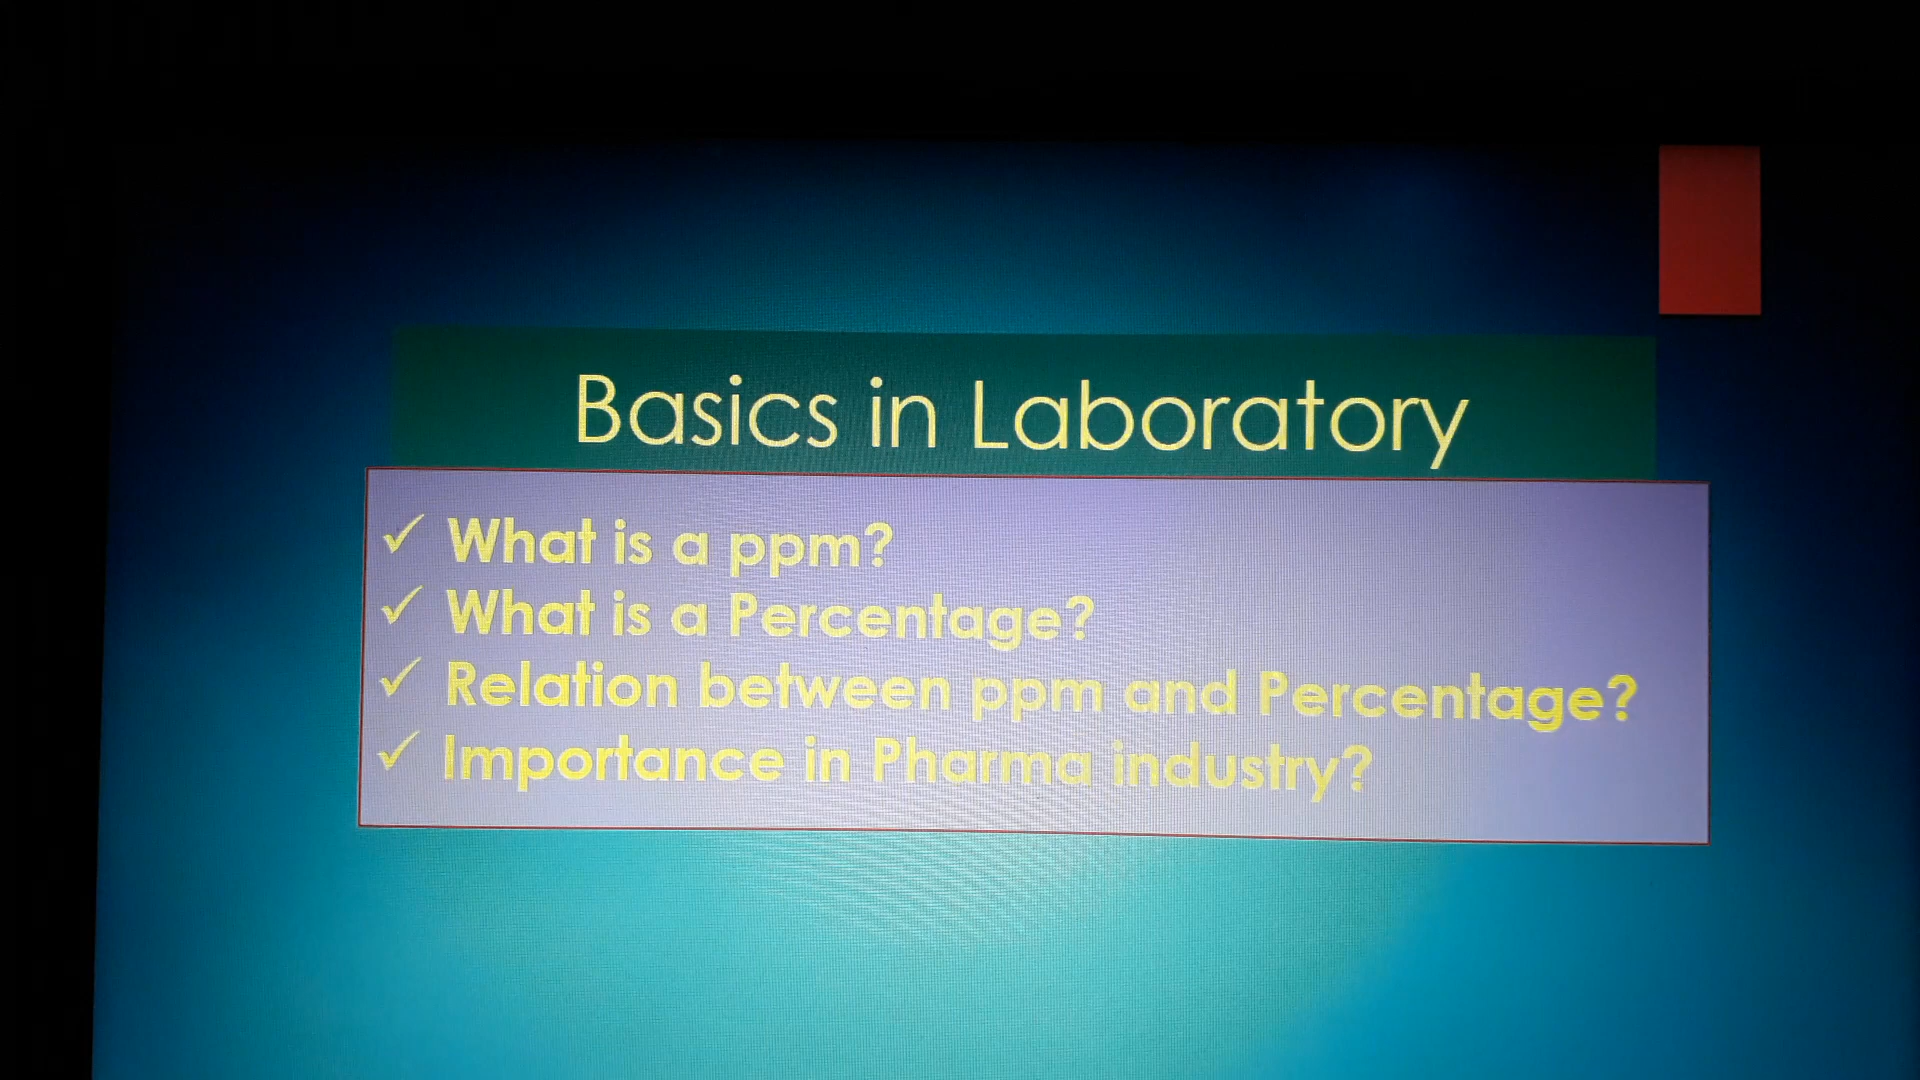 Basics in Laboratory
✓ What is a ppm?
✓ What is a Percentage?
✓ Relation between ppm and Percentage?
✓ Importance in Pharma industry?